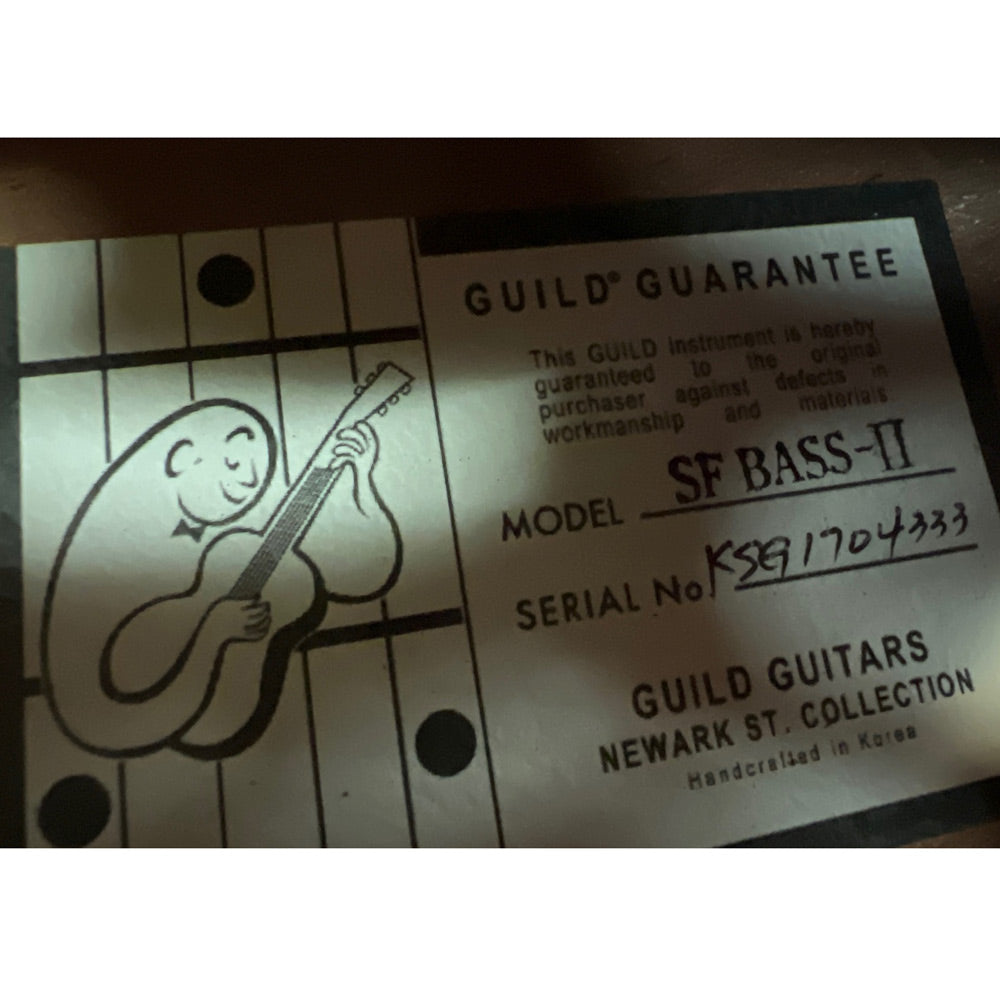 GUILD® GUARANTEE
This GUILD instrument is hereby
guaranteed to the original
purchaser against defects in
workmanship and materials
MODEL SF BASS-II
SERIAL No. KSG1704333
GUILD GUITARS
NEWARK ST. COLLECTION
Handcrafted in Korea